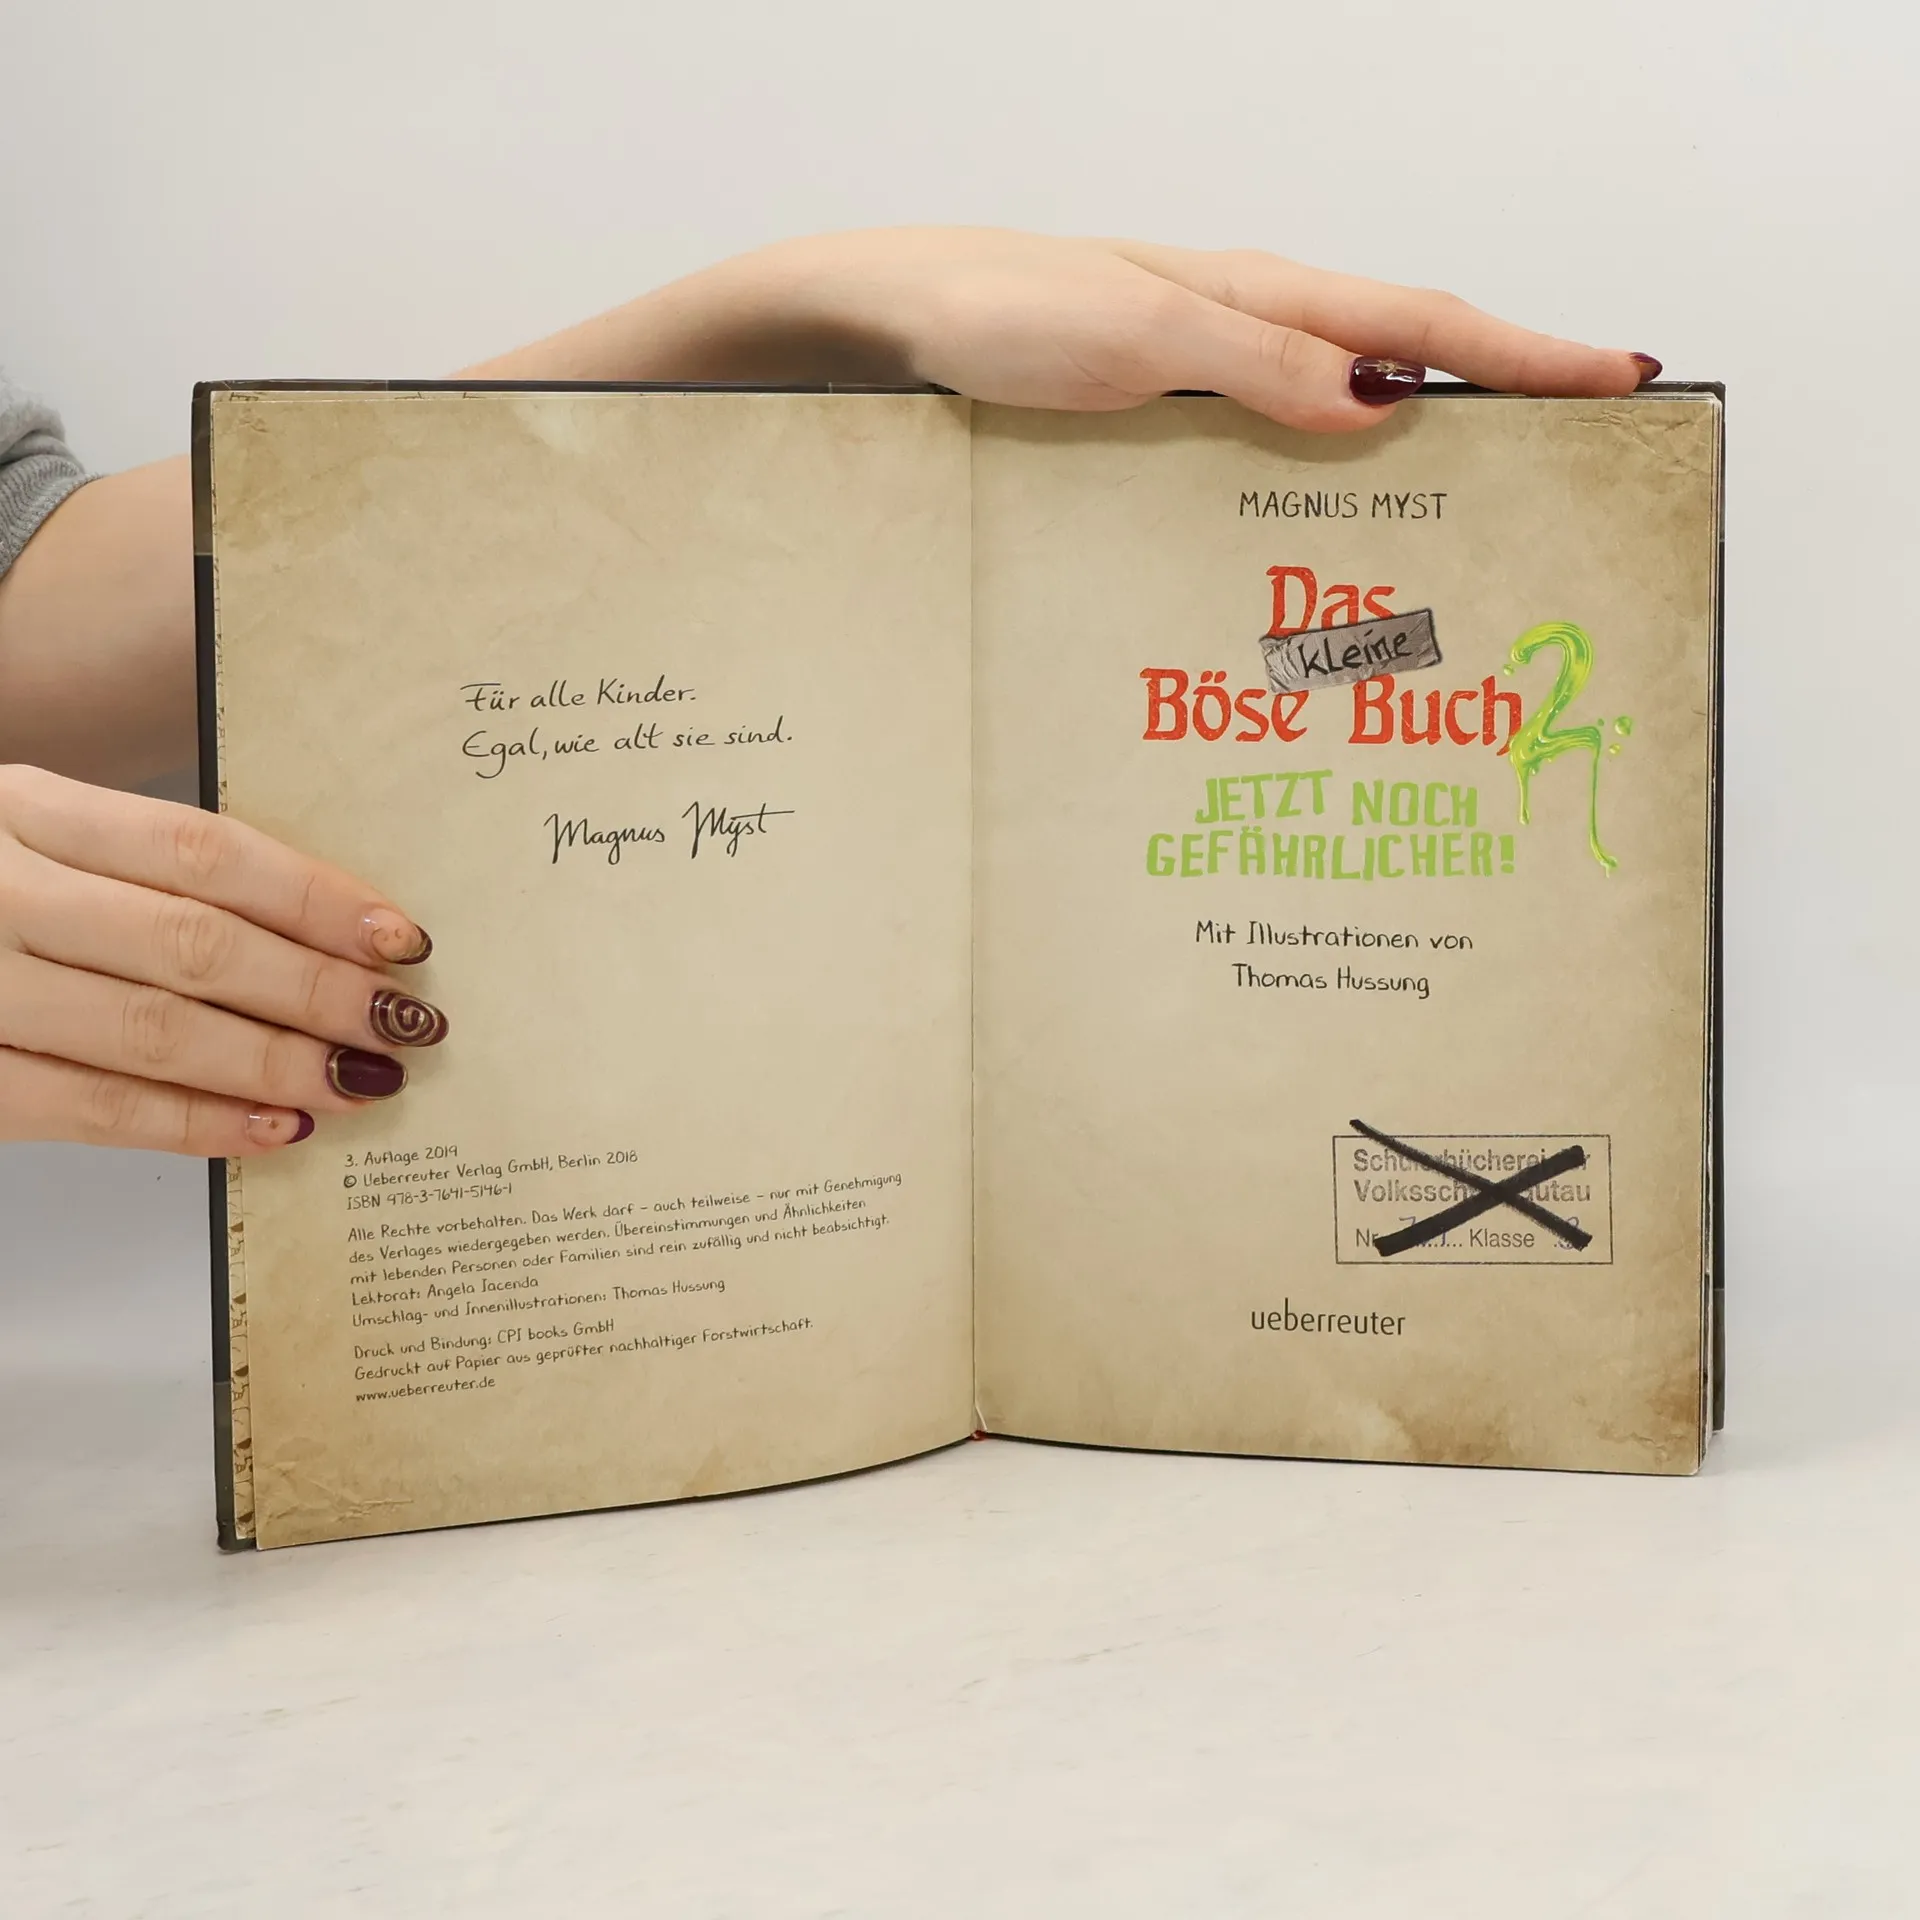 Für alle Kinder.
Egal, wie alt sie sind.
Magnus Myst
3. Auflage 2019
© Ueberreuter Verlag GmbH, Berlin 2018
ISBN 978-3-7641-5146-1
Alle Rechte vorbehalten. Das Werk darf – auch teilweise – nur mit Genehmigung
des Verlages wiedergegeben werden. Übereinstimmungen und Ähnlichkeiten
mit lebenden Personen oder Familien sind rein zufällig und nicht beabsichtigt.
Lektorat: Angela Iacenda
Umschlag- und Innenillustrationen: Thomas Hussung
Druck und Bindung: CPI books GmbH
Gedruckt auf Papier aus geprüfter nachhaltiger Forstwirtschaft.
www.ueberreuter.de
MAGNUS MYST
Das
kleine
Böse Buch 2
JETZT NOCH
GEFÄHRLICHER!
Mit Illustrationen von
Thomas Hussung
Nr. Klasse
ueberreuter